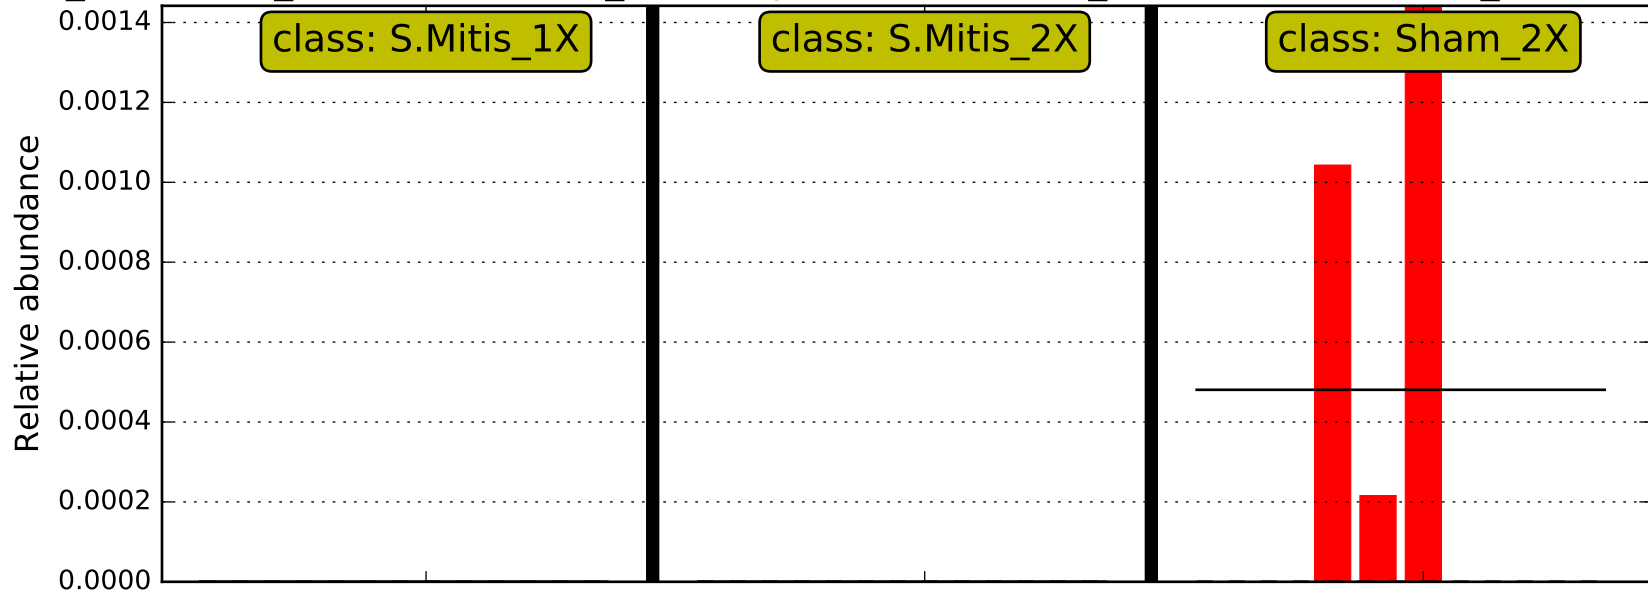 class: S.Mitis_1X
class: S.Mitis_2X
class: Sham_2X
Relative abundance
0.0014
0.0012
0.0010
0.0008
0.0006
0.0004
0.0002
0.0000